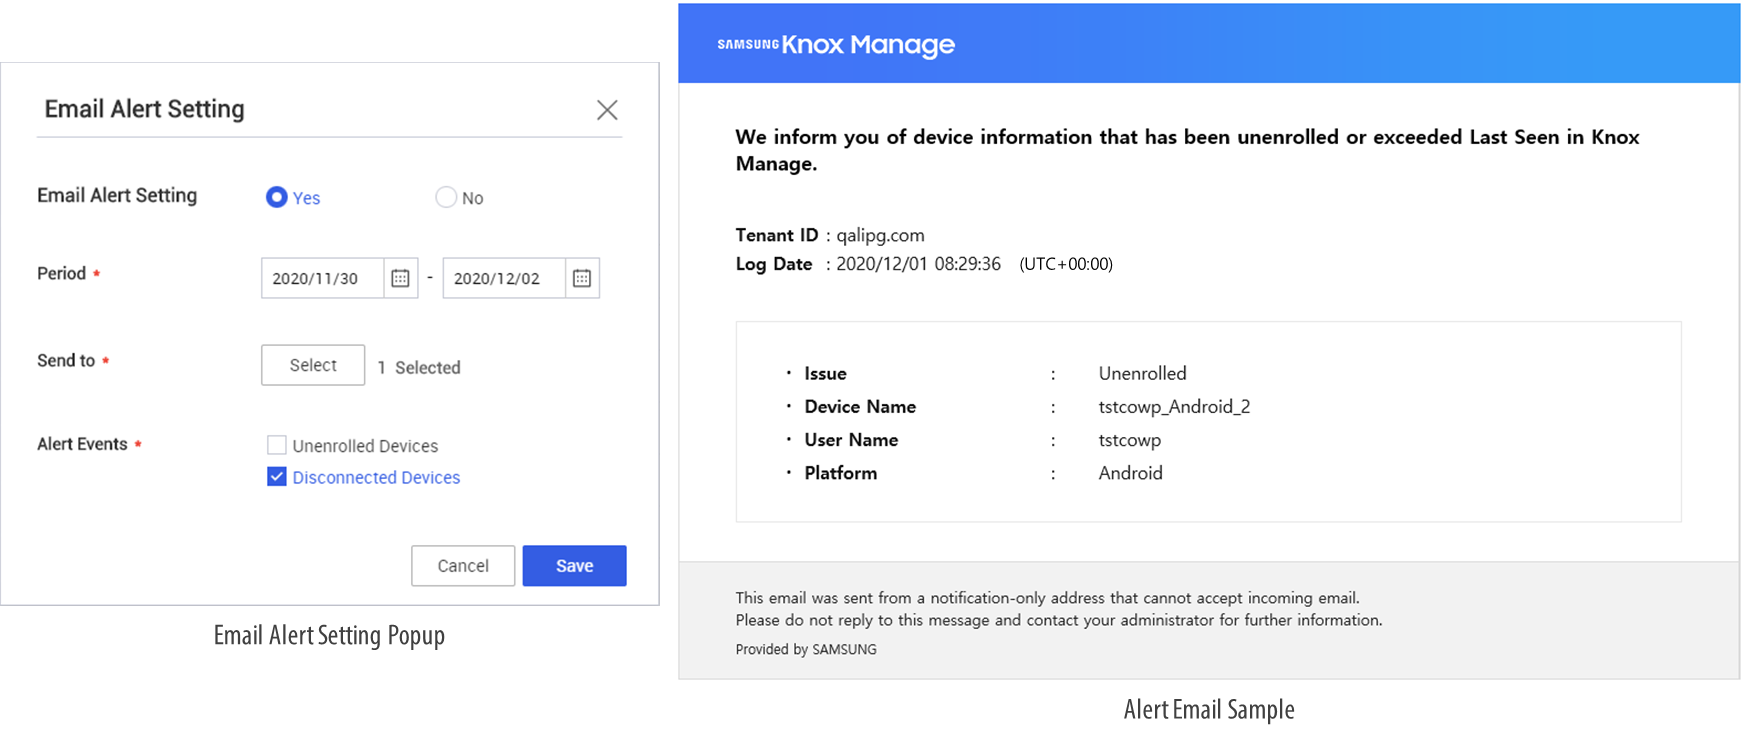 Email Alert Setting
Email Alert Setting
Yes
No
Period *
2020/11/30 - 2020/12/02
Send to *
Select
1 Selected
Alert Events *
Unenrolled Devices
Disconnected Devices
Cancel
Save
Email Alert Setting Popup
SAMSUNG Knox Manage
We inform you of device information that has been unenrolled or exceeded Last Seen in Knox
Manage.
Tenant ID : qalipg.com
Log Date : 2020/12/01 08:29:36 (UTC+00:00)
· Issue : Unenrolled
· Device Name : tstcowp_Android_2
· User Name : tstcowp
· Platform : Android
This email was sent from a notification-only address that cannot accept incoming email.
Please do not reply to this message and contact your administrator for further information.
Provided by SAMSUNG
Alert Email Sample